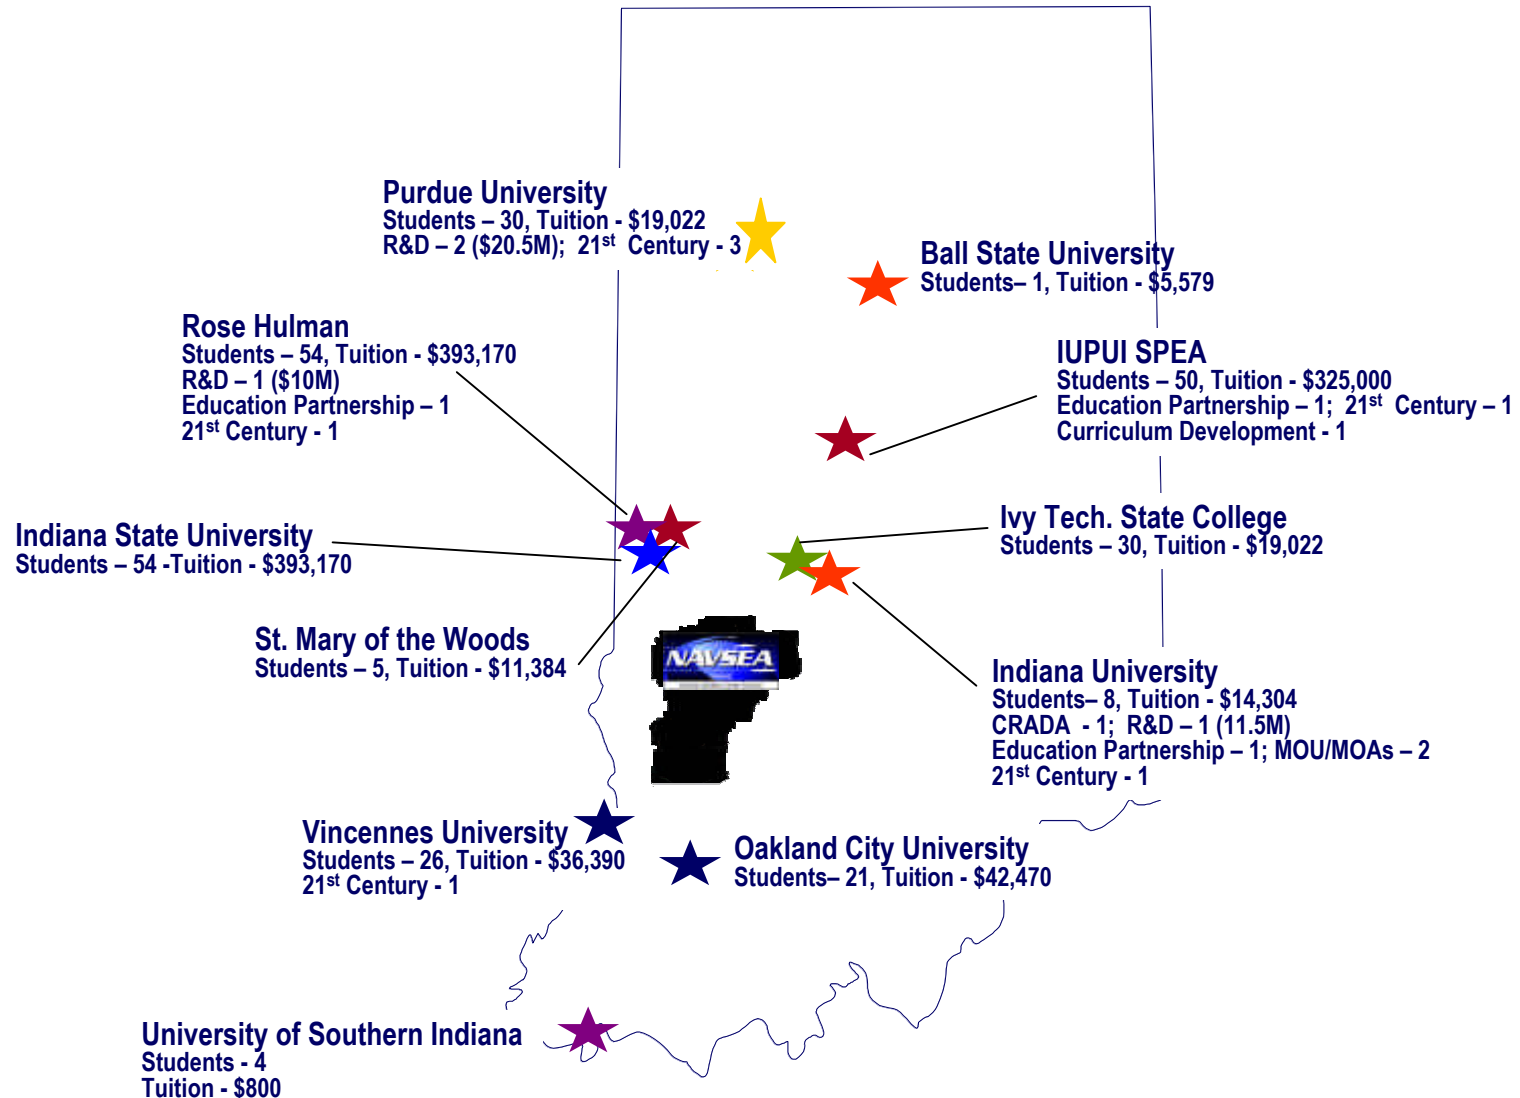 Purdue University
Students – 30, Tuition - $19,022
R&D – 2 ($20.5M);  21st  Century - 3
Ball State University
Students– 1, Tuition - $5,579
Rose Hulman
Students – 54, Tuition - $393,170
R&D – 1 ($10M)
Education Partnership – 1
21st Century - 1
IUPUI SPEA
Students – 50, Tuition - $325,000
Education Partnership – 1;  21st  Century – 1
Curriculum Development - 1
Indiana State University
Students – 54 -Tuition - $393,170
Ivy Tech. State College
Students – 30, Tuition - $19,022
St. Mary of the Woods
Students – 5, Tuition - $11,384
NAVSEA
Indiana University
Students– 8, Tuition - $14,304
CRADA  - 1;  R&D – 1 (11.5M)
Education Partnership – 1; MOU/MOAs – 2
21st Century - 1
Vincennes University
Students – 26, Tuition - $36,390
21st Century - 1
Oakland City University
Students– 21, Tuition - $42,470
University of Southern Indiana
Students - 4
Tuition - $800